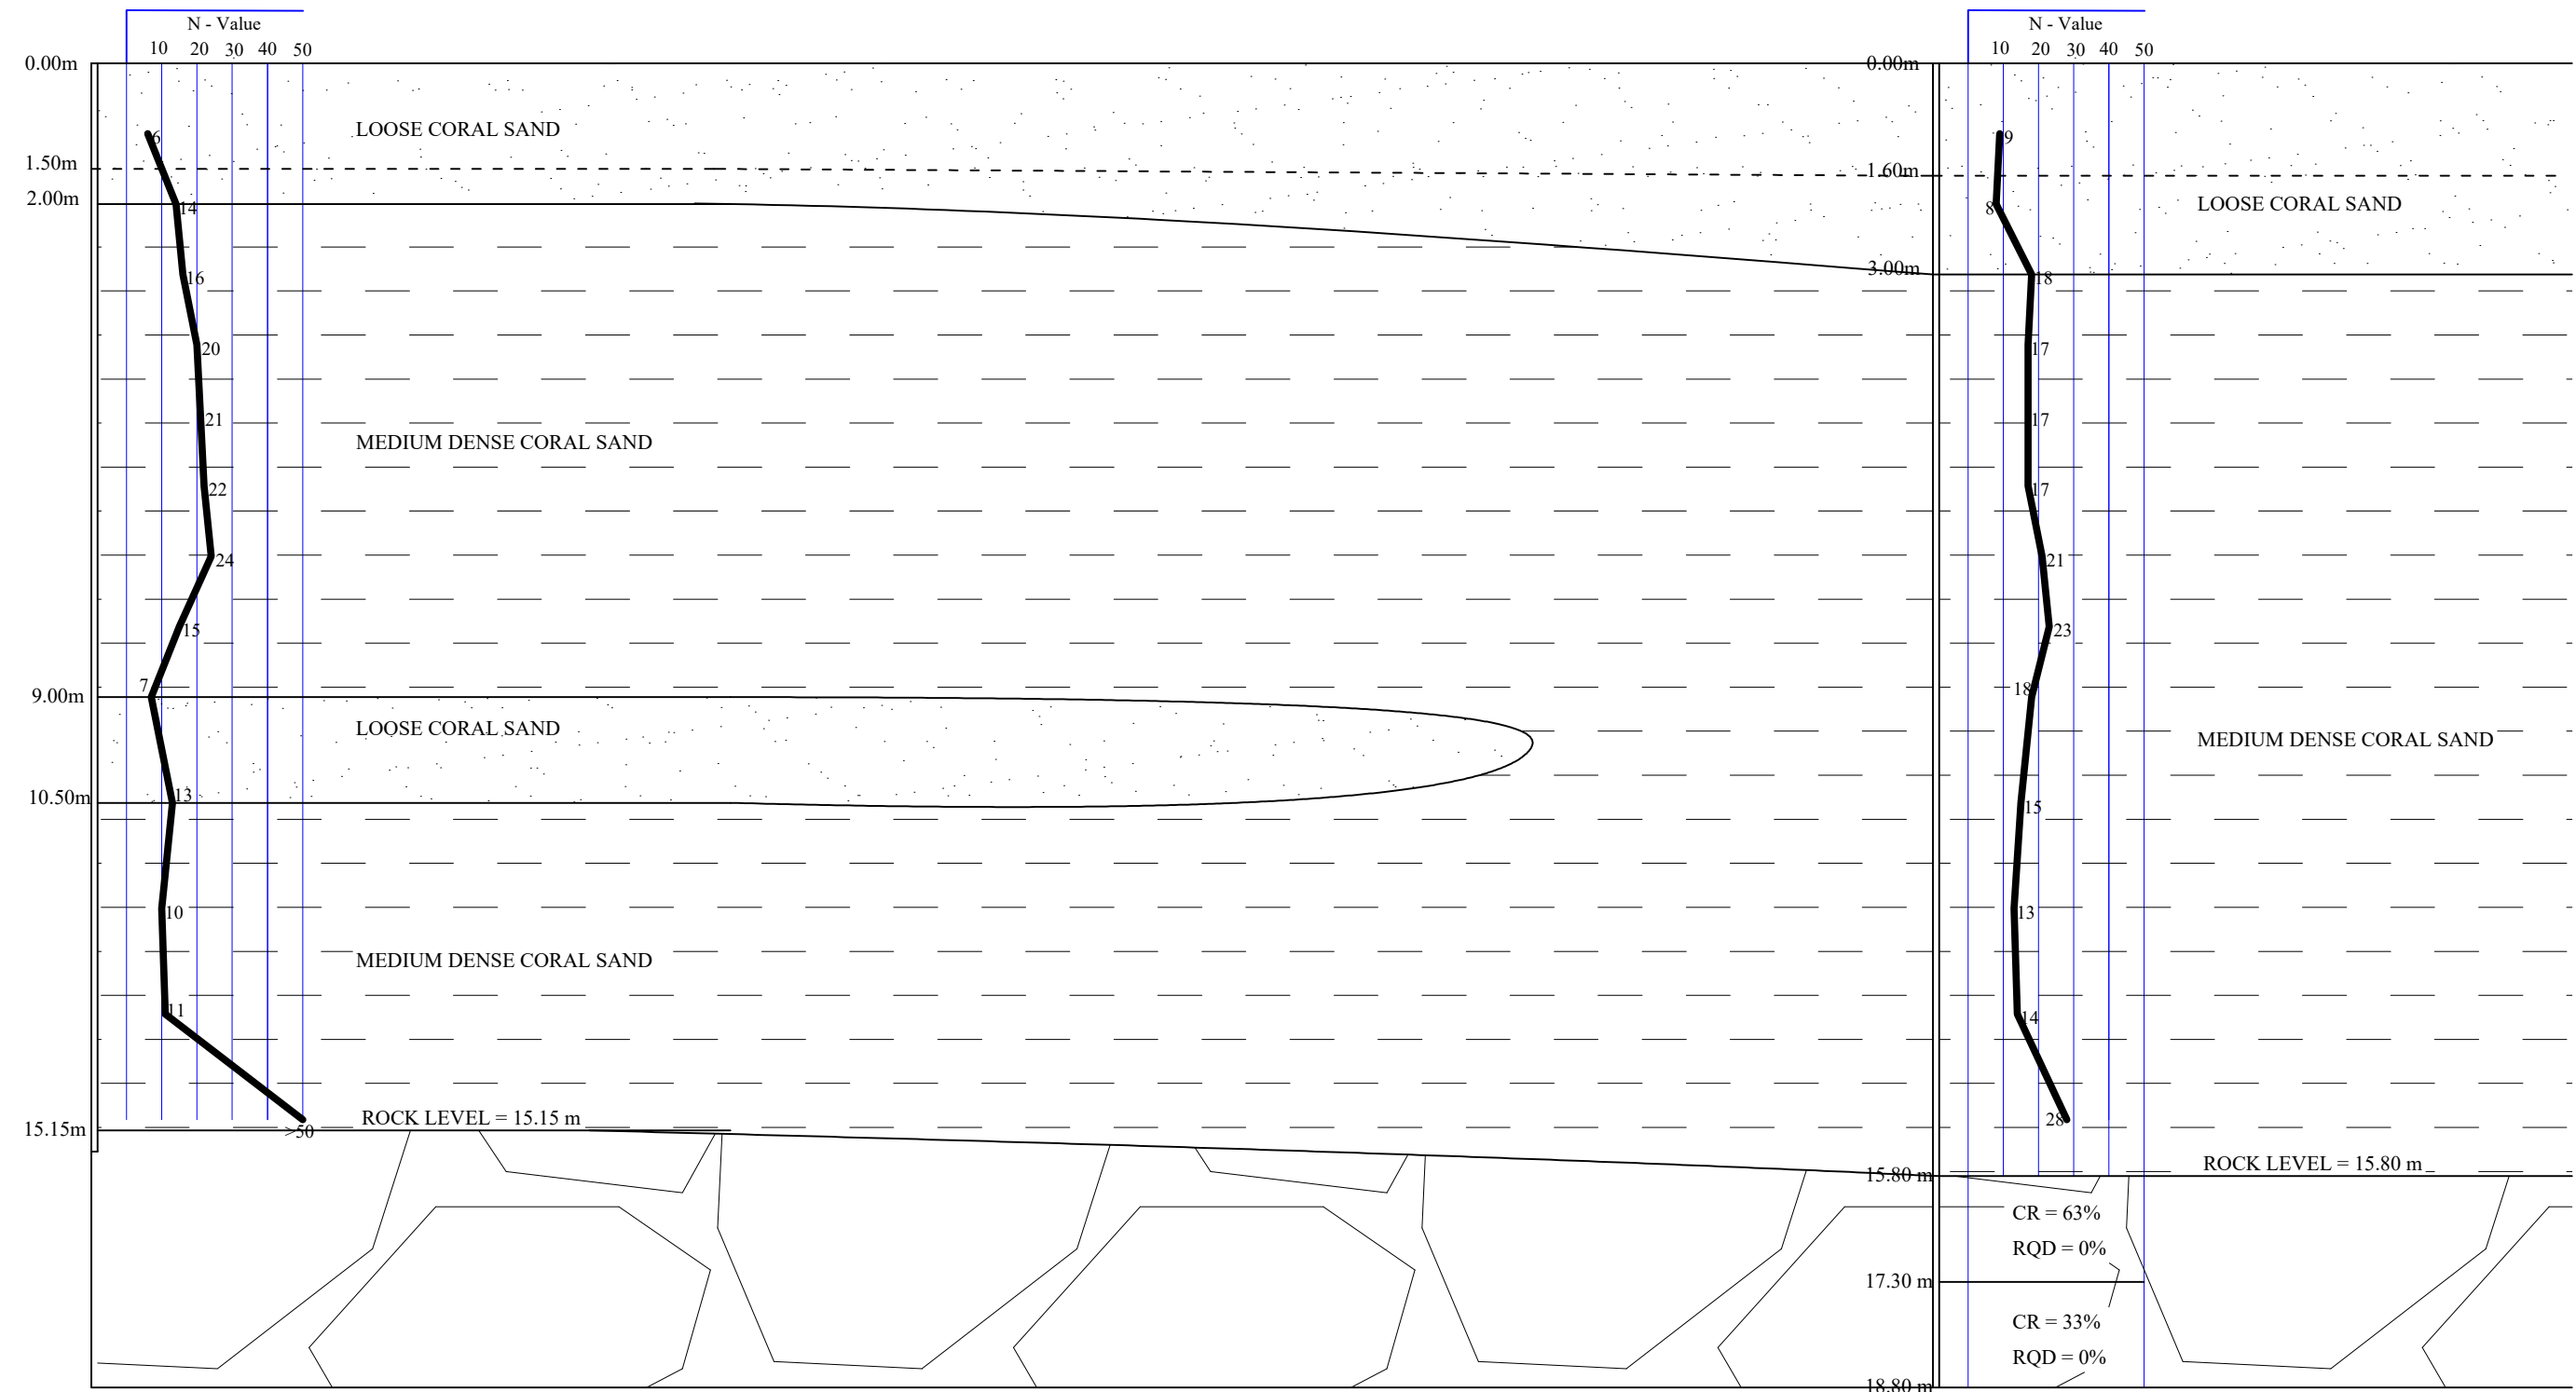 N - Value
10 20 30 40 50
0.00m
LOOSE CORAL SAND
6
1.50m
2.00m
14
16
20
21
MEDIUM DENSE CORAL SAND
22
24
15
7
9.00m
LOOSE CORAL SAND
10.50m
13
10
MEDIUM DENSE CORAL SAND
11
ROCK LEVEL = 15.15 m
15.15m
>50
N - Value
10 20 30 40 50
0.00m
9
1.60m
8
LOOSE CORAL SAND
3.00m
18
17
17
17
21
23
18
MEDIUM DENSE CORAL SAND
15
13
14
28
ROCK LEVEL = 15.80 m
15.80 m
CR = 63%
RQD = 0%
17.30 m
CR = 33%
RQD = 0%
18.80 m